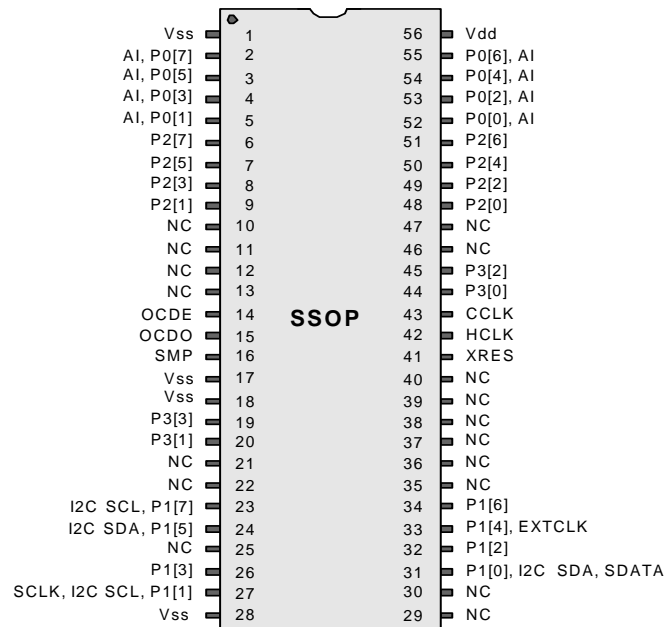 Vss 1 56 Vdd
AI, P0[7] 2 55 P0[6], AI
AI, P0[5] 3 54 P0[4], AI
AI, P0[3] 4 53 P0[2], AI
AI, P0[1] 5 52 P0[0], AI
P2[7] 6 51 P2[6]
P2[5] 7 50 P2[4]
P2[3] 8 49 P2[2]
P2[1] 9 48 P2[0]
NC 10 47 NC
NC 11 46 NC
NC 12 45 P3[2]
NC 13 44 P3[0]
OCDE 14 SSOP 43 CCLK
OCDO 15 42 HCLK
SMP 16 41 XRES
Vss 17 40 NC
Vss 18 39 NC
P3[3] 19 38 NC
P3[1] 20 37 NC
NC 21 36 NC
NC 22 35 NC
I2C SCL, P1[7] 23 34 P1[6]
I2C SDA, P1[5] 24 33 P1[4], EXTCLK
NC 25 32 P1[2]
P1[3] 26 31 P1[0], I2C SDA, SDATA
SCLK, I2C SCL, P1[1] 27 30 NC
Vss 28 29 NC